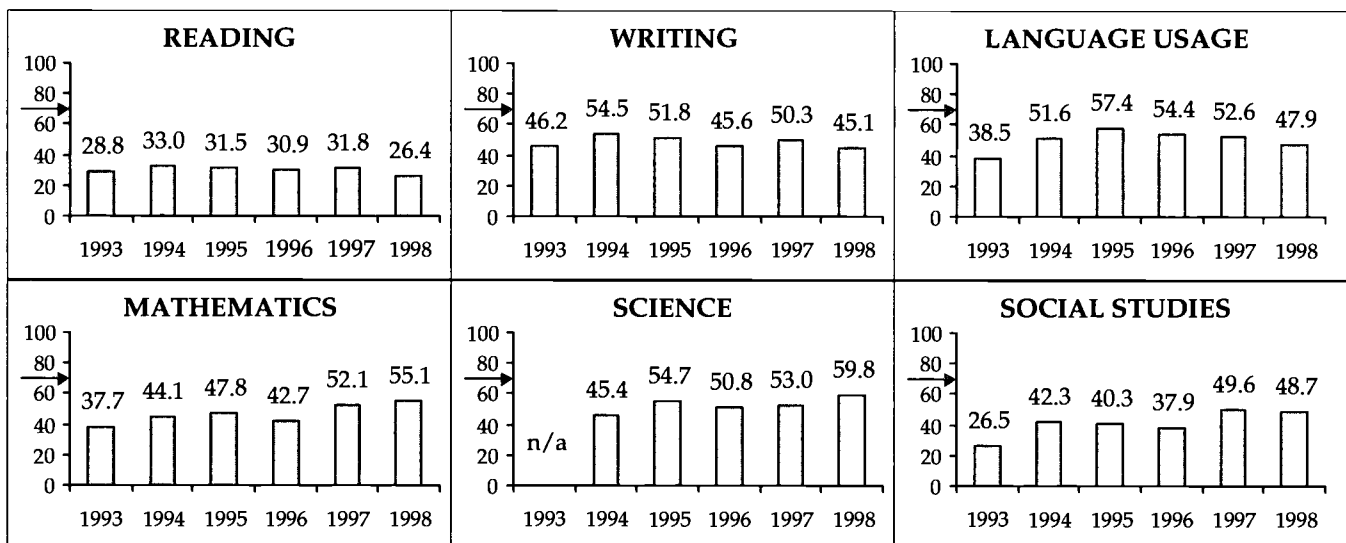 READING
100
80
60
40
20
0
28.8 33.0 31.5 30.9 31.8 26.4
1993 1994 1995 1996 1997 1998
WRITING
100
80
60
40
20
0
46.2 54.5 51.8 45.6 50.3 45.1
1993 1994 1995 1996 1997 1998
LANGUAGE USAGE
100
80
60
40
20
0
38.5 51.6 57.4 54.4 52.6 47.9
1993 1994 1995 1996 1997 1998
MATHEMATICS
100
80
60
40
20
0
37.7 44.1 47.8 42.7 52.1 55.1
1993 1994 1995 1996 1997 1998
SCIENCE
100
80
60
40
20
0
n/a 45.4 54.7 50.8 53.0 59.8
1993 1994 1995 1996 1997 1998
SOCIAL STUDIES
100
80
60
40
20
0
26.5 42.3 40.3 37.9 49.6 48.7
1993 1994 1995 1996 1997 1998